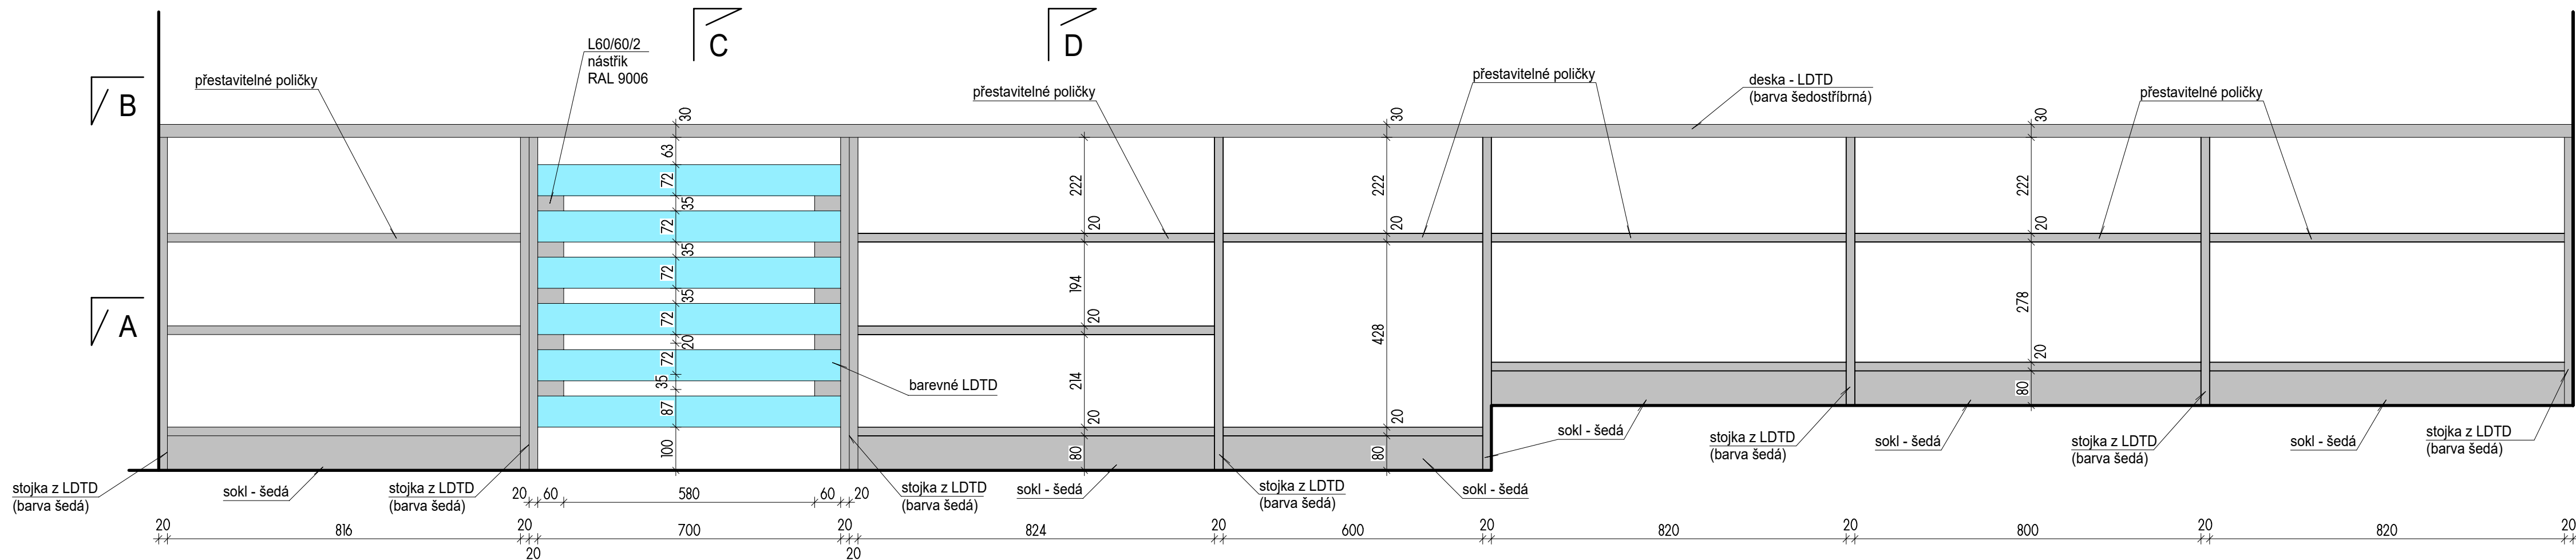 C
D
L60/60/2
nástřik
RAL 9006
přestavitelné poličky
přestavitelné poličky
přestavitelné poličky
deska - LDTD
(barva šedostříbrná)
přestavitelné poličky
B
A
30
63
72
35
72
35
72
35
72
20
72
35
87
100
222
20
194
20
214
20
80
30
222
20
428
20
80
30
222
20
278
20
80
barevné LDTD
stojka z LDTD
(barva šedá)
sokl - šedá
stojka z LDTD
(barva šedá)
20 60 580 60 20
stojka z LDTD
(barva šedá)
sokl - šedá
stojka z LDTD
(barva šedá)
sokl - šedá
sokl - šedá
stojka z LDTD
(barva šedá)
sokl - šedá
stojka z LDTD
(barva šedá)
sokl - šedá
stojka z LDTD
(barva šedá)
20 816 20 700 20 824 20 600 20 820 20 800 20 820 20
20 20